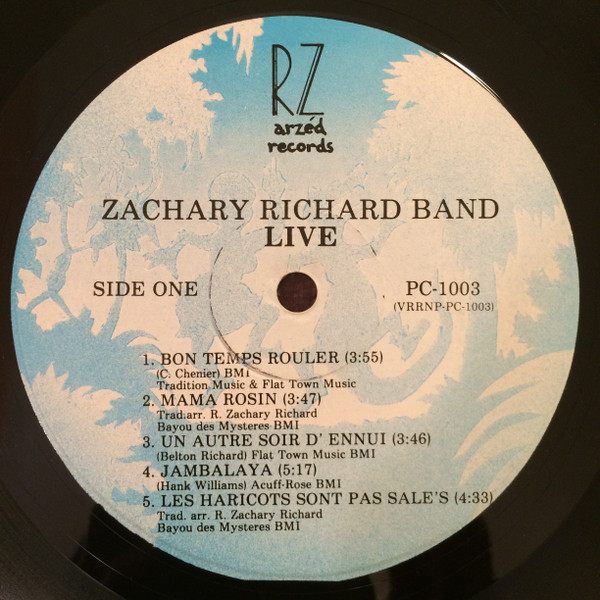 RZ
arzéd
records
ZACHARY RICHARD BAND
LIVE
SIDE ONE
PC-1003
(VRRNP-PC-1003)
1. BON TEMPS ROULER (3:55)
(C. Chenier) BMI
Tradition Music & Flat Town Music
2. MAMA ROSIN (3:47)
Trad.arr. R. Zachary Richard
Bayou des Mysteres BMI
3. UN AUTRE SOIR D' ENNUI (3:46)
(Belton Richard) Flat Town Music BMI
4. JAMBALAYA (5:17)
(Hank Williams) Acuff-Rose BMI
5. LES HARICOTS SONT PAS SALE'S (4:33)
Trad. arr. R. Zachary Richard
Bayou des Mysteres BMI